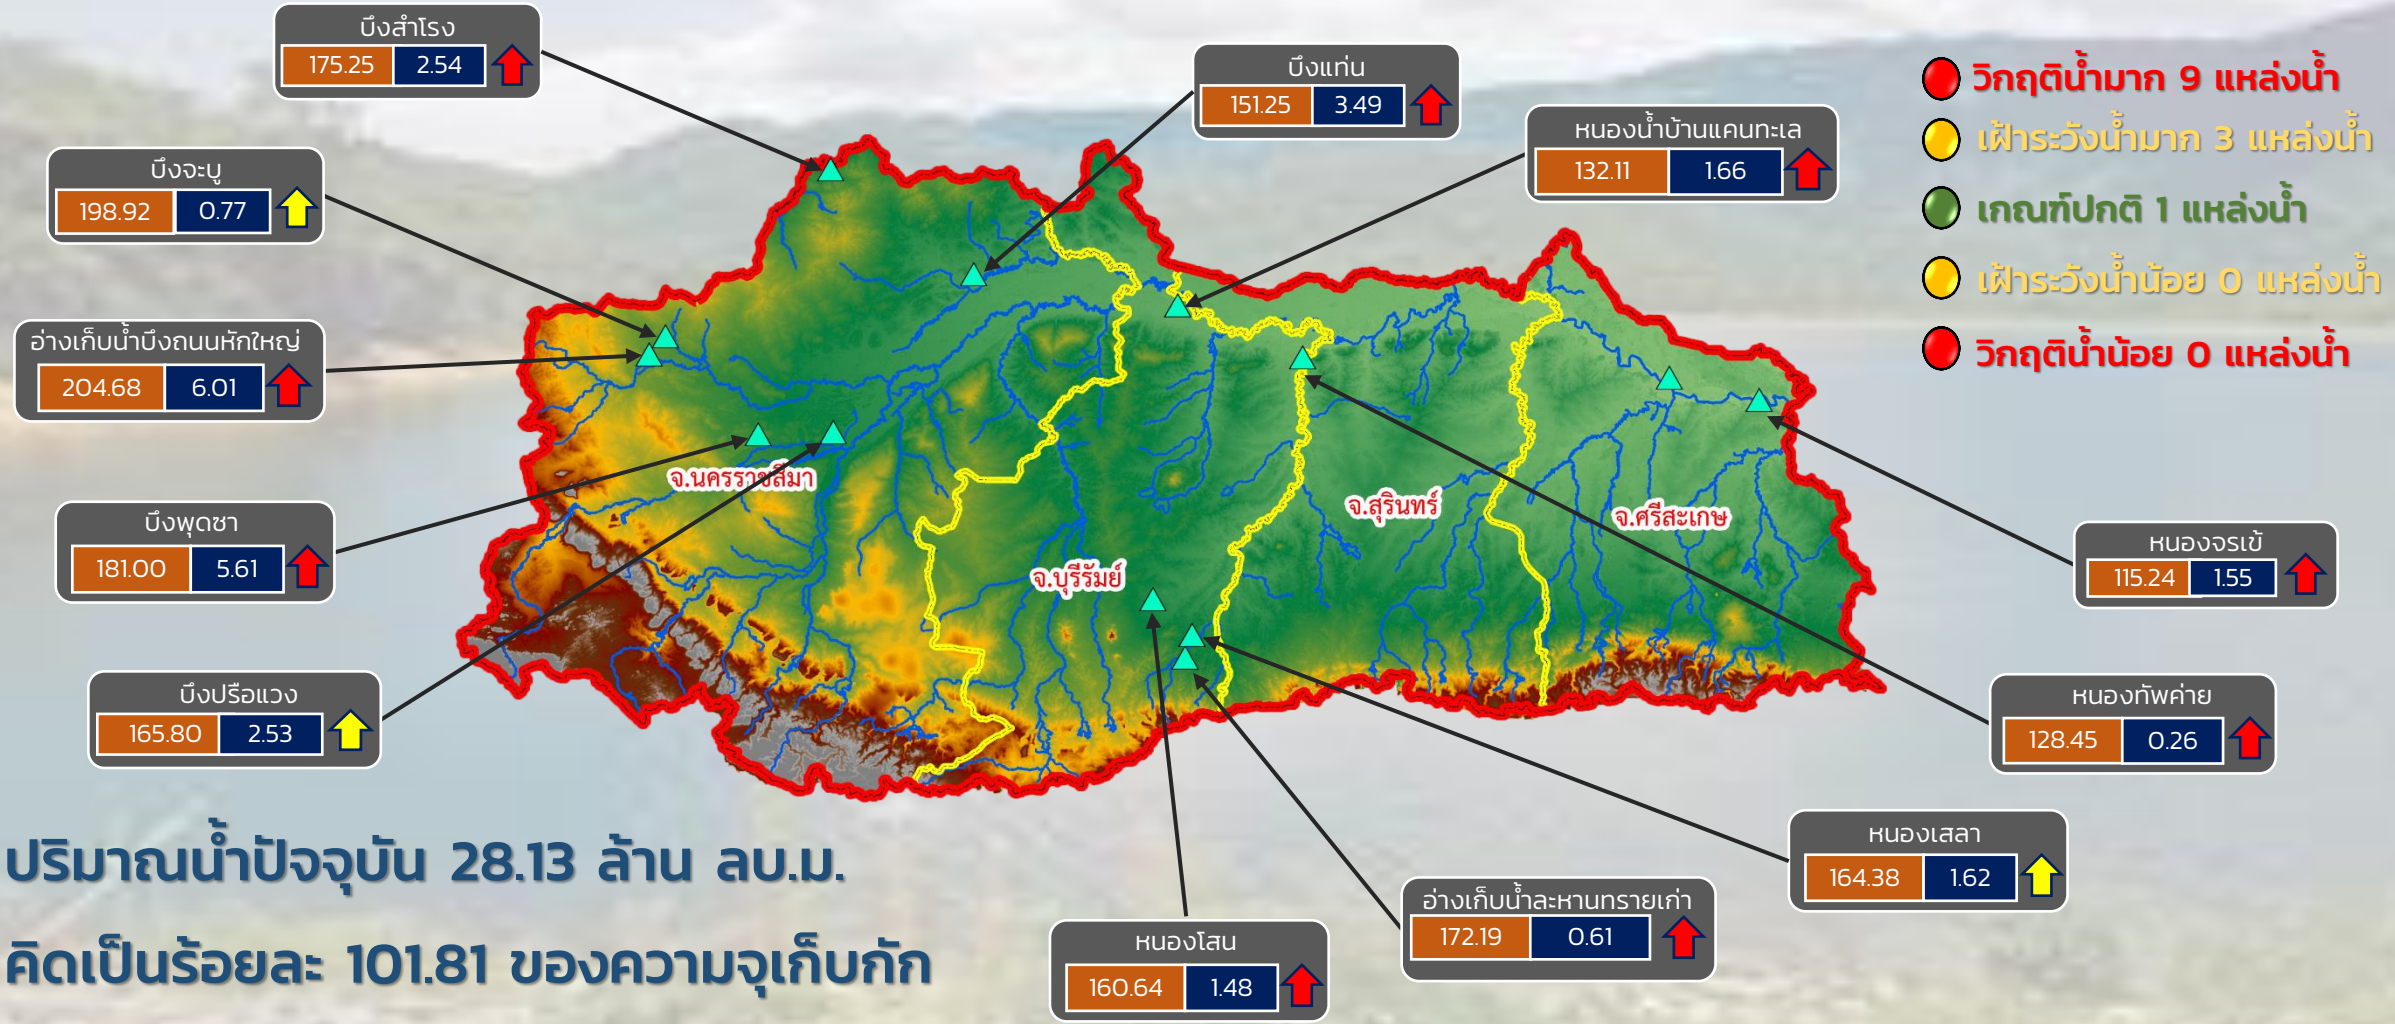 บึงสำโรง
175.25 2.54
บึงแท่น
151.25 3.49
หนองน้ำบ้านแคนทะเล
132.11 1.66
วิกฤติน้ำมาก 9 แหล่งน้ำ
เฝ้าระวังน้ำมาก 3 แหล่งน้ำ
เกณฑ์ปกติ 1 แหล่งน้ำ
เฝ้าระวังน้ำน้อย 0 แหล่งน้ำ
วิกฤติน้ำน้อย 0 แหล่งน้ำ
บึงจะบู
198.92 0.77
อ่างเก็บน้ำบึงถนนหักใหญ่
204.68 6.01
บึงพุดซา
181.00 5.61
บึงปรือแวง
165.80 2.53
จ.นครราชสีมา
จ.บุรีรัมย์
จ.สุรินทร์
จ.ศรีสะเกษ
หนองจรเข้
115.24 1.55
หนองทัพค่าย
128.45 0.26
หนองเสลา
164.38 1.62
อ่างเก็บน้ำละหานทรายเก่า
172.19 0.61
หนองโสน
160.64 1.48
ปริมาณน้ำปัจจุบัน 28.13 ล้าน ลบ.ม.
คิดเป็นร้อยละ 101.81 ของความจุเก็บกัก